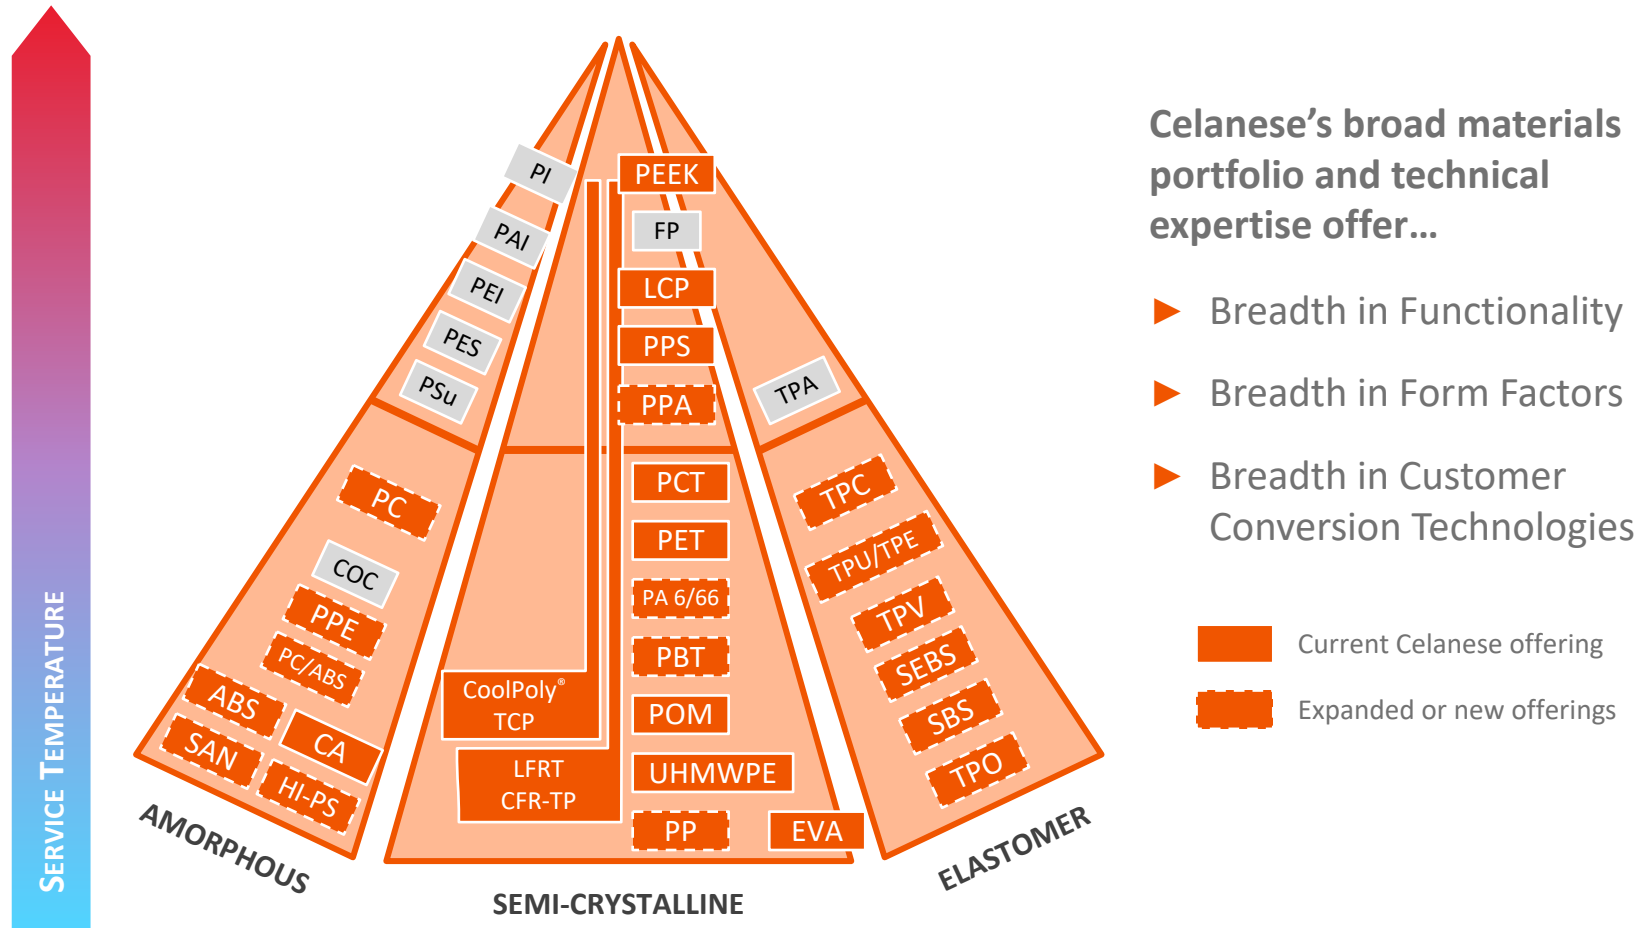 SERVICE TEMPERATURE
PI
PAI
PEI
PES
PSu
PC
COC
PPE
PC/ABS
ABS
CA
SAN
HI-PS
AMORPHOUS
PEEK
FP
LCP
PPS
PPA
PCT
PET
PA 6/66
PBT
CoolPoly®
TCP
POM
LFRT
CFR-TP
UHMWPE
PP
EVA
SEMI-CRYSTALLINE
TPA
TPC
TPU/TPE
TPV
SEBS
SBS
TPO
ELASTOMER
Celanese’s broad materials
portfolio and technical
expertise offer…
► Breadth in Functionality
► Breadth in Form Factors
► Breadth in Customer
Conversion Technologies
Current Celanese offering
Expanded or new offerings